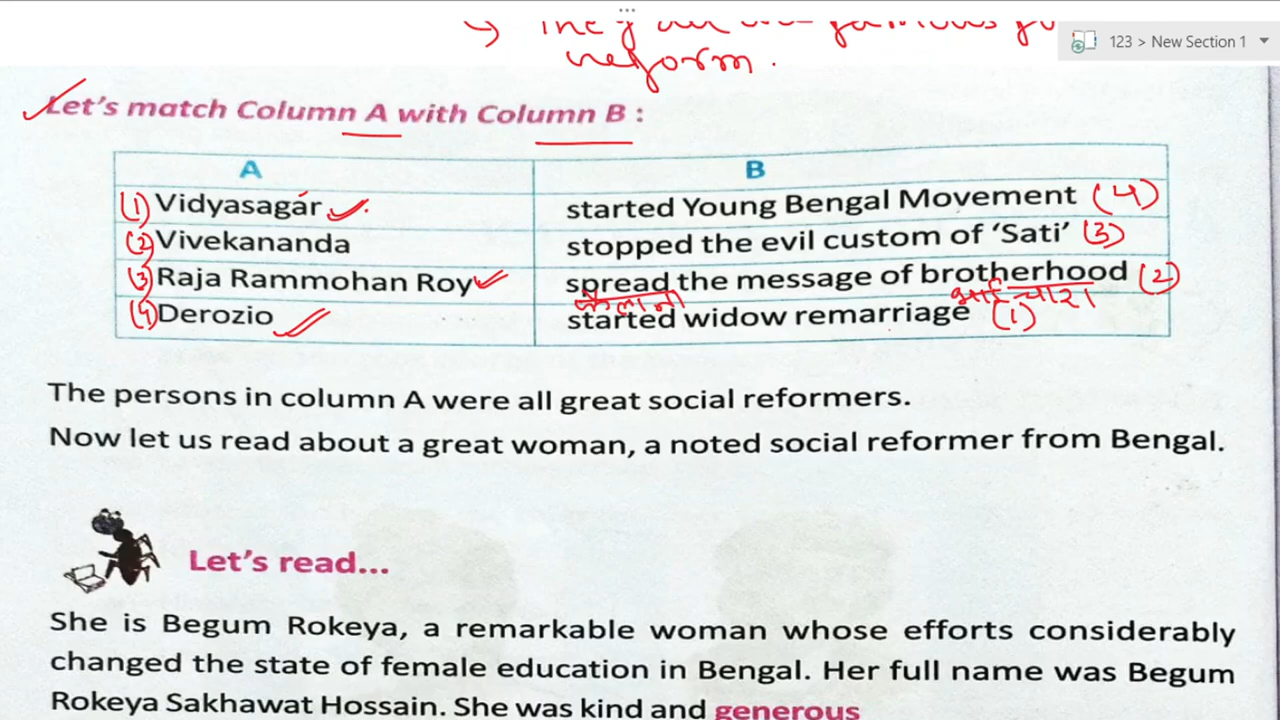 reform.
123 > New Section 1
Let's match Column A with Column B :
A B
(1) Vidyasagar started Young Bengal Movement (4)
(2) Vivekananda stopped the evil custom of 'Sati' (3)
(3) Raja Rammohan Roy spread the message of brotherhood (2)
(4) Derozio started widow remarriage (1)
The persons in column A were all great social reformers.
Now let us read about a great woman, a noted social reformer from Bengal.
Let's read...
She is Begum Rokeya, a remarkable woman whose efforts considerably
changed the state of female education in Bengal. Her full name was Begum
Rokeya Sakhawat Hossain. She was kind and generous